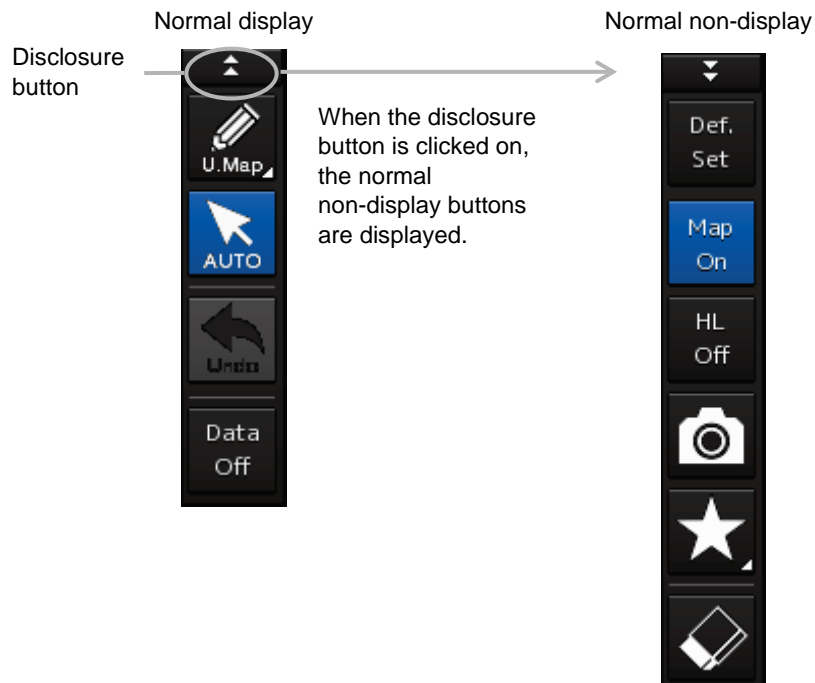 Normal display
Normal non-display
Disclosure
button
When the disclosure
button is clicked on,
the normal
non-display buttons
are displayed.
U.Map
AUTO
Undo
Data
Off
Def.
Set
Map
On
HL
Off